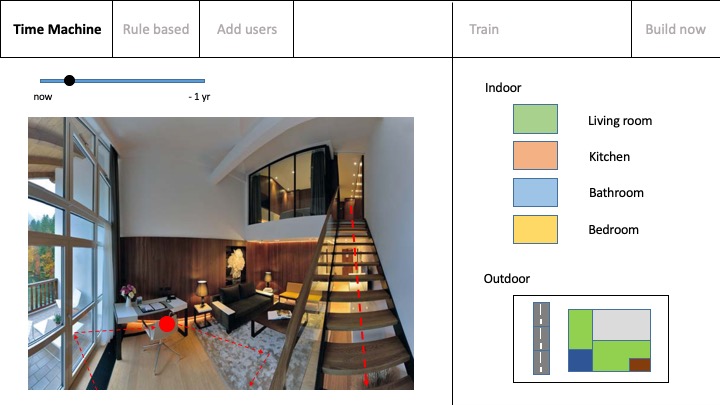 Time Machine
Rule based
Add users
Train
Build now
now
- 1 yr
Indoor
Living room
Kitchen
Bathroom
Bedroom
Outdoor